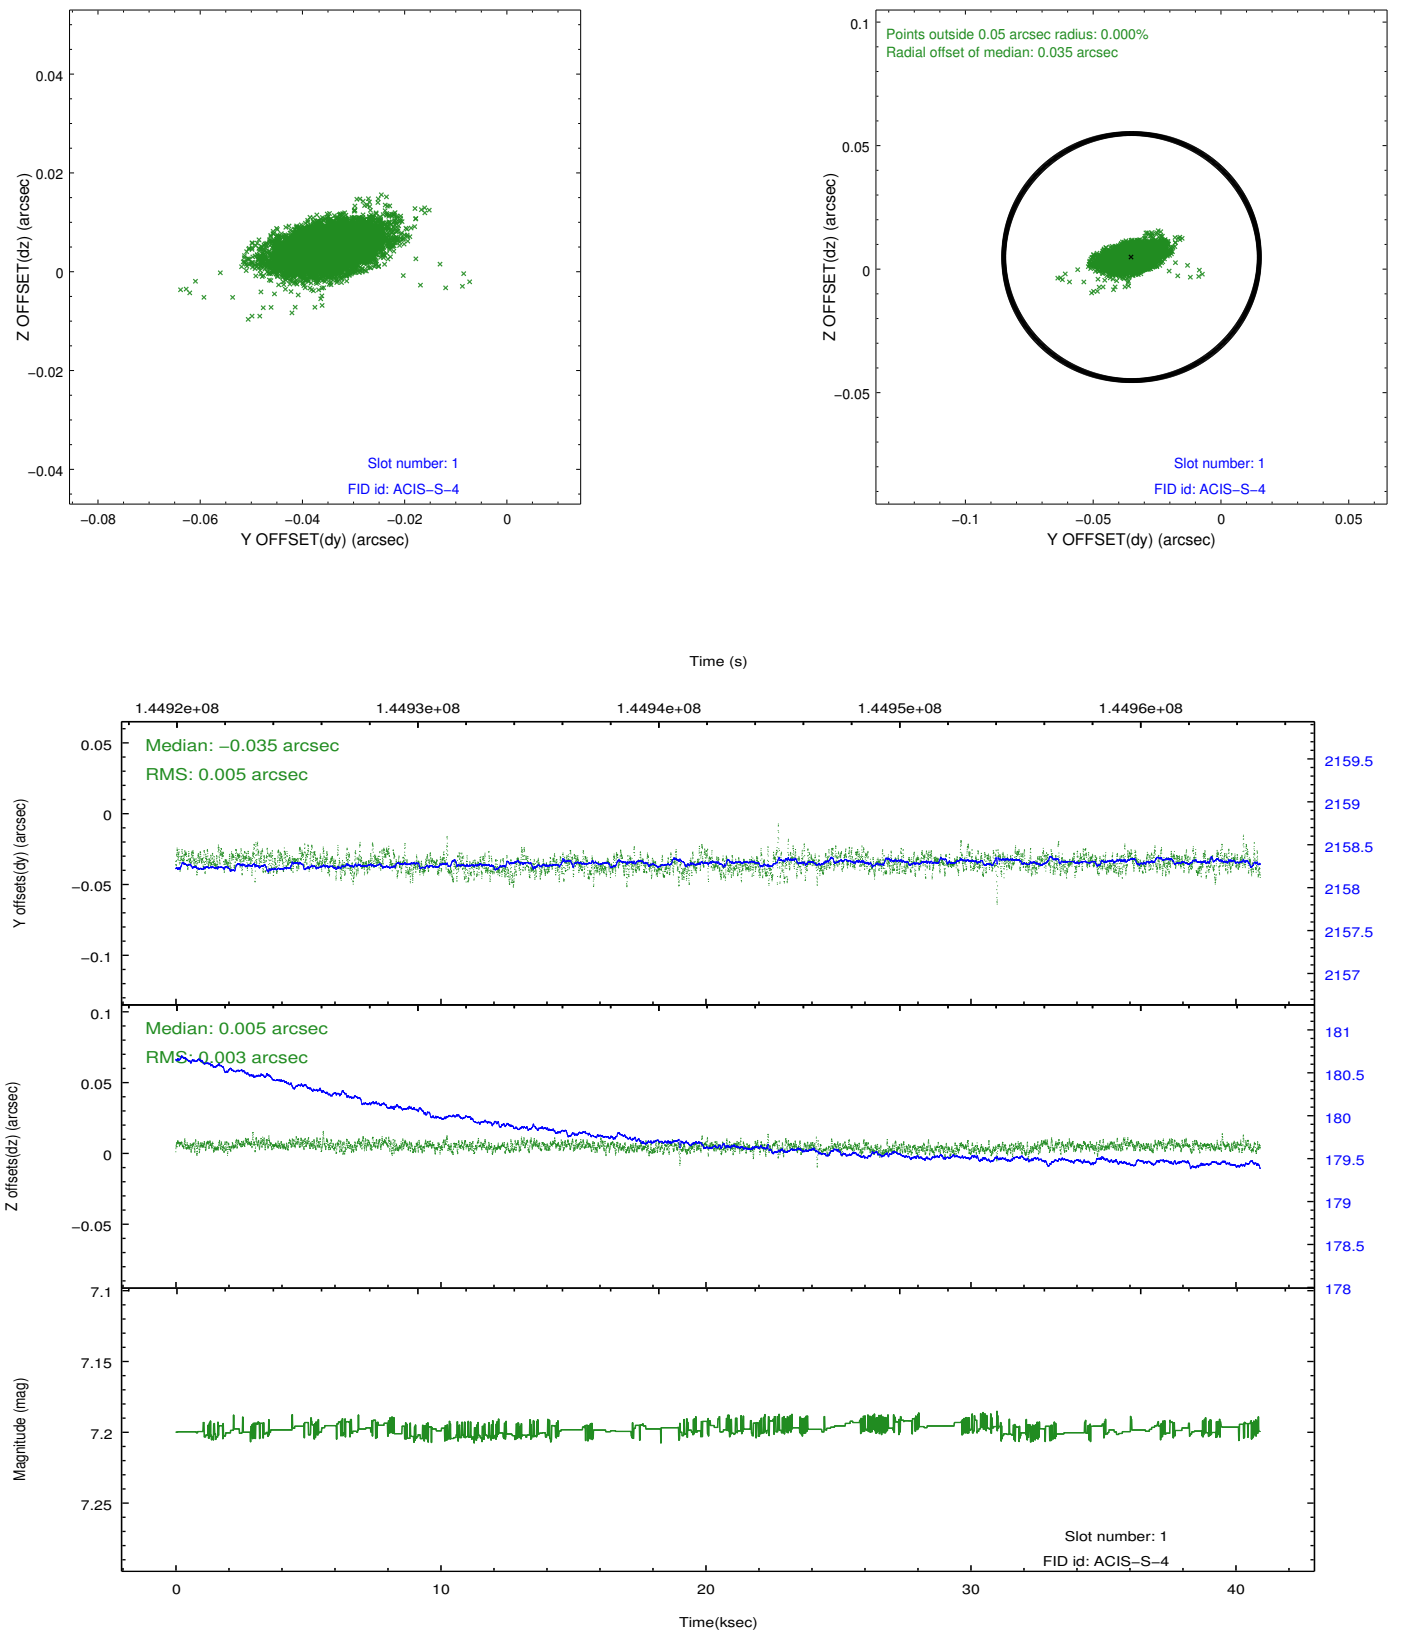 0.04
0.02
0
−0.02
−0.04
Z OFFSET(dz) (arcsec)
Slot number: 1
FID id: ACIS−S−4
−0.08
−0.06
−0.04
−0.02
0
Y OFFSET(dy) (arcsec)
Points outside 0.05 arcsec radius: 0.000%
Radial offset of median: 0.035 arcsec
0.1
0.05
0
−0.05
Z OFFSET(dz) (arcsec)
Slot number: 1
FID id: ACIS−S−4
−0.1
−0.05
0
0.05
Y OFFSET(dy) (arcsec)
Time (s)
1.4492e+08
1.4493e+08
1.4494e+08
1.4495e+08
1.4496e+08
Median: −0.035 arcsec
RMS: 0.005 arcsec
0.05
0
−0.05
−0.1
Y offsets(dy) (arcsec)
2159.5
2159
2158.5
2158
2157.5
2157
Median: 0.005 arcsec
RMS: 0.003 arcsec
0.1
0.05
0
−0.05
Z offsets(dz) (arcsec)
181
180.5
180
179.5
179
178.5
178
7.1
7.15
7.2
7.25
Magnitude (mag)
Slot number: 1
FID id: ACIS−S−4
0
10
20
30
40
Time(ksec)